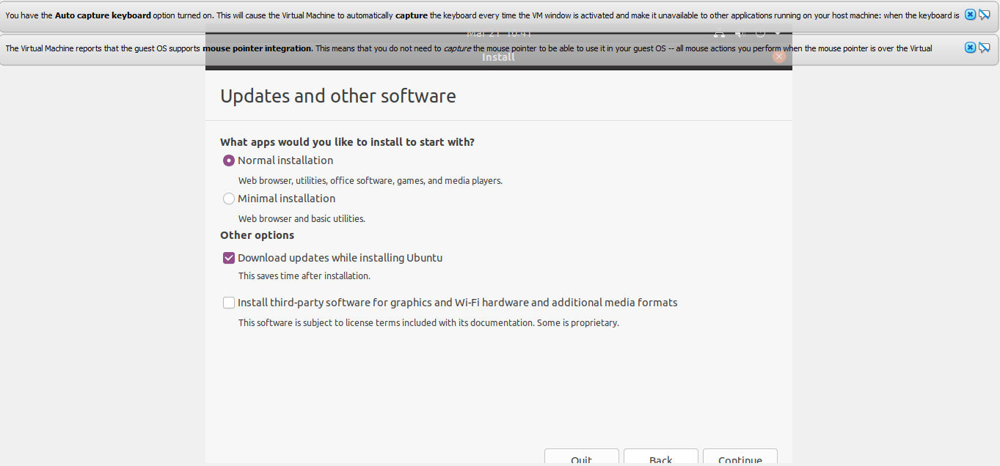 You have the Auto capture keyboard option turned on. This will cause the Virtual Machine to automatically capture the keyboard every time the VM window is activated and make it unavailable to other applications running on your host machine: when the keyboard is
Mar 21 10:41
The Virtual Machine reports that the guest OS supports mouse pointer integration. This means that you do not need to capture the mouse pointer to be able to use it in your guest OS -- all mouse actions you perform when the mouse pointer is over the Virtual
Install
Updates and other software
What apps would you like to install to start with?
Normal installation
Web browser, utilities, office software, games, and media players.
Minimal installation
Web browser and basic utilities.
Other options
Download updates while installing Ubuntu
This saves time after installation.
Install third-party software for graphics and Wi-Fi hardware and additional media formats
This software is subject to license terms included with its documentation. Some is proprietary.
Quit Back Continue